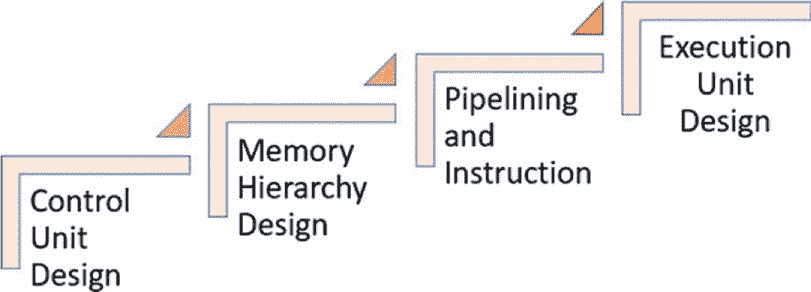 Control
Unit
Design
Memory
Hierarchy
Design
Pipelining
and
Instruction
Execution
Unit
Design